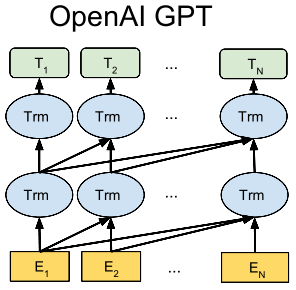 OpenAI GPT
T1 T2 ... TN
Trm Trm ... Trm
Trm Trm ... Trm
E1 E2 ... EN